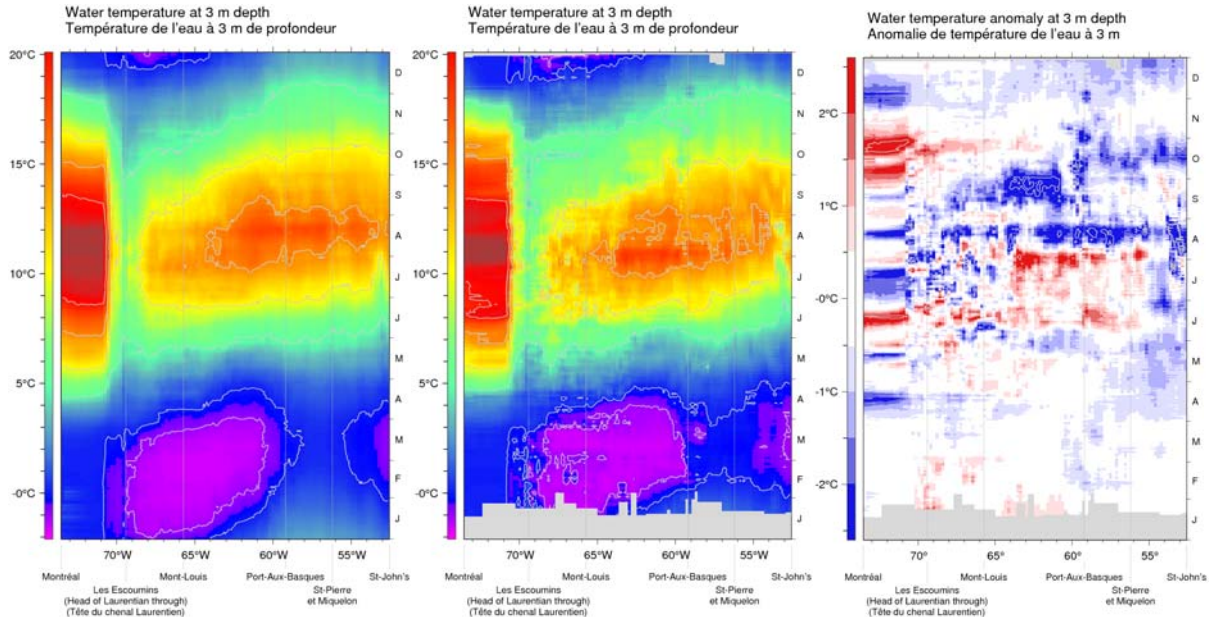 Water temperature at 3 m depth
Température de l'eau à 3 m de profondeur
20°C
15°C
10°C
5°C
-0°C
D
N
O
S
A
J
J
M
A
M
F
J
70°W
65°W
60°W
55°W
Montréal
Mont-Louis
Port-Aux-Basques
St-John's
Les Escoumins
(Head of Laurentian through)
(Tête du chenal Laurentien)
St-Pierre
et Miquelon
Water temperature at 3 m depth
Température de l'eau à 3 m de profondeur
20°C
15°C
10°C
5°C
-0°C
D
N
O
S
A
J
J
M
A
M
F
J
70°W
65°W
60°W
55°W
Montréal
Mont-Louis
Port-Aux-Basques
St-John's
Les Escoumins
(Head of Laurentian through)
(Tête du chenal Laurentien)
St-Pierre
et Miquelon
Water temperature anomaly at 3 m depth
Anomalie de température de l'eau à 3 m
2°C
1°C
-0°C
-1°C
-2°C
D
N
O
S
A
J
J
M
A
M
F
J
70°
65°
60°
55°
Montréal
Mont-Louis
Port-Aux-Basques
St-John's
Les Escoumins
(Head of Laurentian through)
(Tête du chenal Laurentien)
St-Pierre
et Miquelon